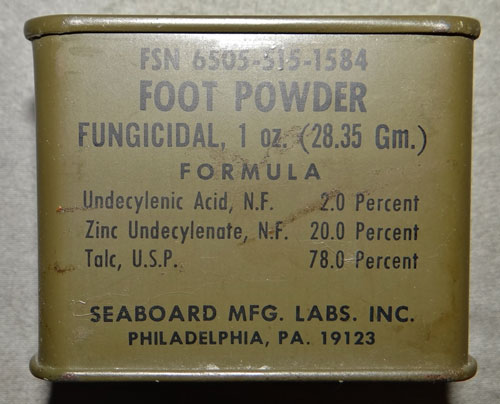 FSN 6505-515-1584
FOOT POWDER
FUNGICIDAL, 1 oz. (28.35 Gm.)
FORMULA
Undecylenic Acid, N.F. 2.0 Percent
Zinc Undecylenate, N.F. 20.0 Percent
Talc, U.S.P. 78.0 Percent
SEABOARD MFG. LABS. INC.
PHILADELPHIA, PA. 19123